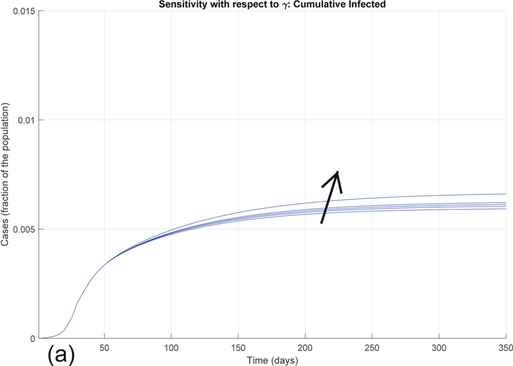 Sensitivity with respect to γ: Cumulative Infected
0.015
0.01
0.005
0
Cases (fraction of the population)
50
100
150
200
250
300
350
Time (days)
(a)